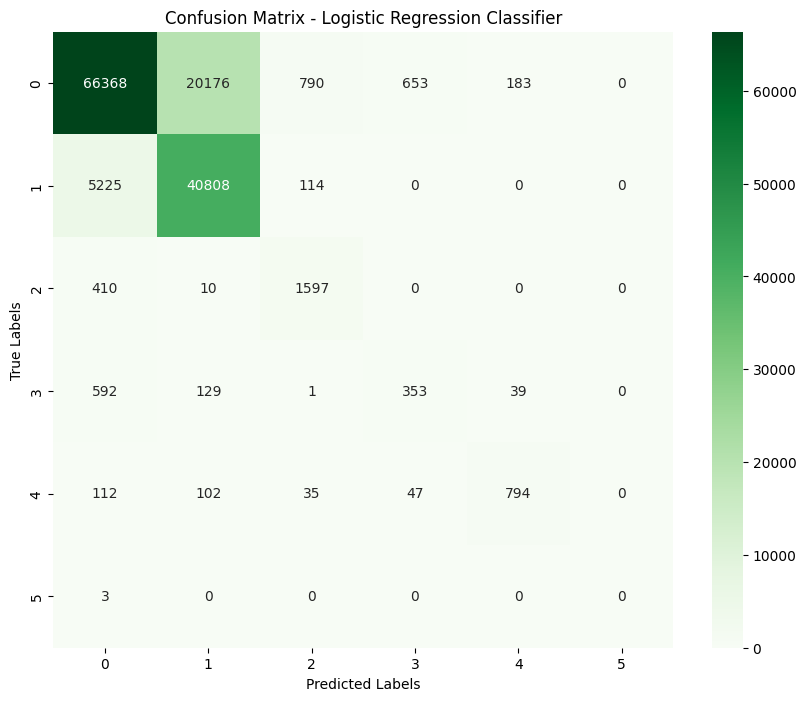 Confusion Matrix - Logistic Regression Classifier
0 66368 20176 790 653 183 0
1 5225 40808 114 0 0 0
2 410 10 1597 0 0 0
3 592 129 1 353 39 0
4 112 102 35 47 794 0
5 3 0 0 0 0 0
0 1 2 3 4 5
True Labels
Predicted Labels
60000
50000
40000
30000
20000
10000
0